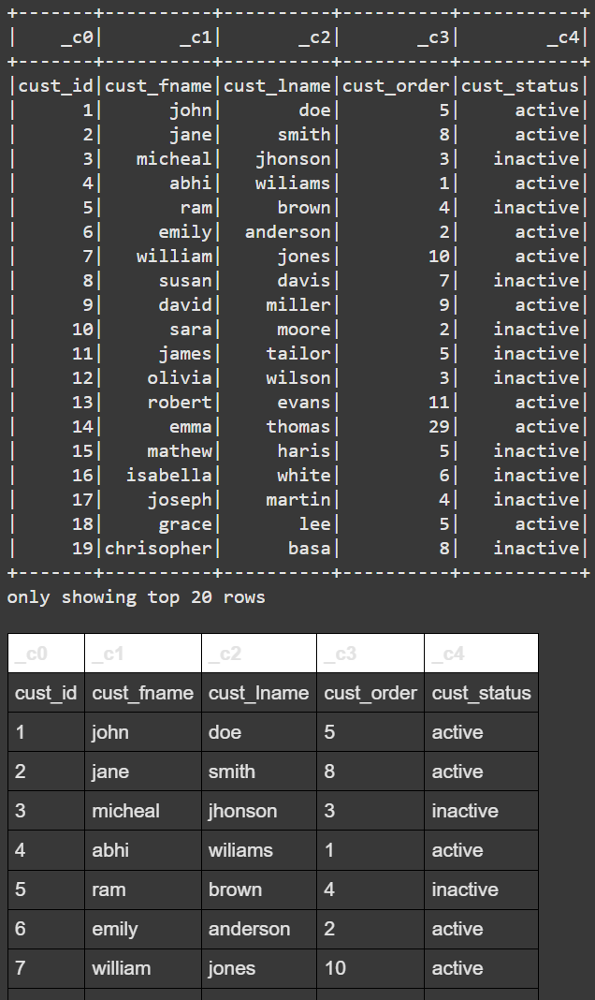 +-------+----------+----------+----------+-----------+
|    _c0|       _c1|       _c2|       _c3|        _c4|
+-------+----------+----------+----------+-----------+
|cust_id|cust_fname|cust_lname|cust_order|cust_status|
|      1|      john|       doe|         5|     active|
|      2|      jane|     smith|         8|     active|
|      3|   micheal|   jhonson|         3|   inactive|
|      4|      abhi|   wiliams|         1|     active|
|      5|       ram|     brown|         4|   inactive|
|      6|     emily|  anderson|         2|     active|
|      7|   william|     jones|        10|     active|
|      8|     susan|     davis|         7|   inactive|
|      9|     david|    miller|         9|     active|
|     10|      sara|     moore|         2|   inactive|
|     11|     james|    tailor|         5|   inactive|
|     12|    olivia|    wilson|         3|   inactive|
|     13|    robert|     evans|        11|     active|
|     14|      emma|    thomas|        29|     active|
|     15|    mathew|     haris|         5|   inactive|
|     16|  isabella|     white|         6|   inactive|
|     17|    joseph|    martin|         4|   inactive|
|     18|     grace|       lee|         5|     active|
|     19|chrisopher|      basa|         8|   inactive|
+-------+----------+----------+----------+-----------+
only showing top 20 rows
_c0 _c1 _c2 _c3 _c4
cust_id cust_fname cust_lname cust_order cust_status
1 john doe 5 active
2 jane smith 8 active
3 micheal jhonson 3 inactive
4 abhi wiliams 1 active
5 ram brown 4 inactive
6 emily anderson 2 active
7 william jones 10 active